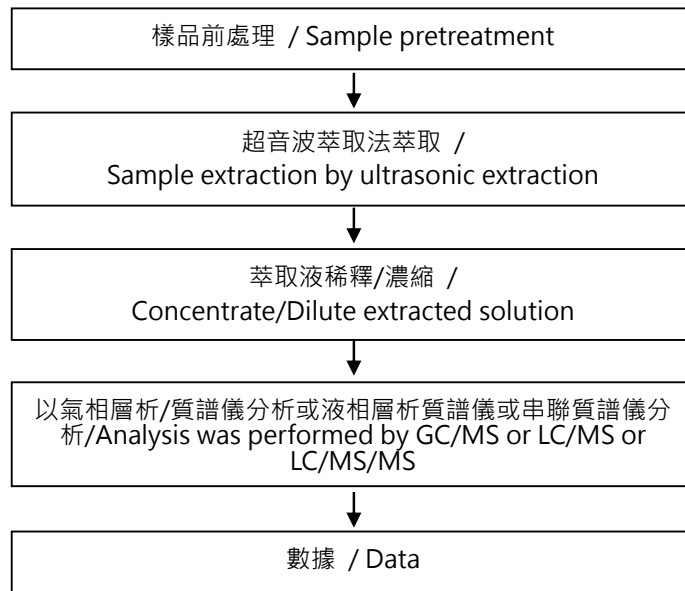 樣品前處理 / Sample pretreatment
超音波萃取法萃取 /
Sample extraction by ultrasonic extraction
萃取液稀釋/濃縮 /
Concentrate/Dilute extracted solution
以氣相層析/質譜儀分析或液相層析質譜儀或串聯質譜儀分
析/Analysis was performed by GC/MS or LC/MS or
LC/MS/MS
數據 / Data